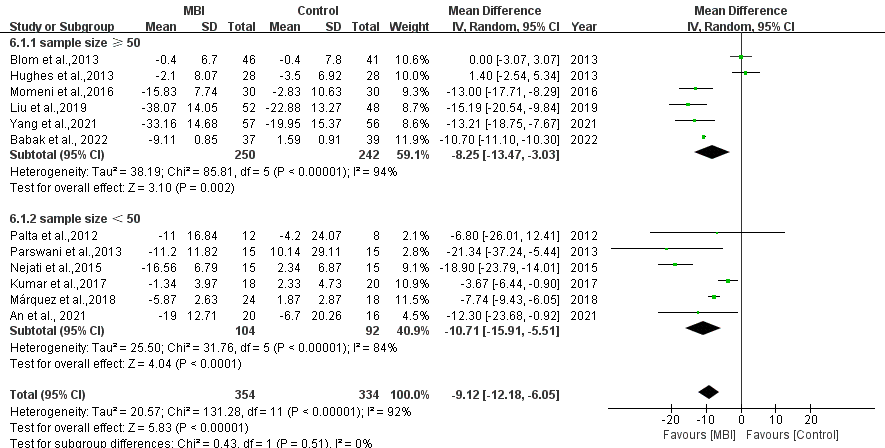 MBI Control Mean Difference Mean Difference
Study or Subgroup Mean SD Total Mean SD Total Weight IV, Random, 95% CI Year IV, Random, 95% CI
6.1.1 sample size ≥ 50
Blom et al.,2013 -0.4 6.7 46 -0.4 7.8 41 10.6% 0.00 [-3.07, 3.07] 2013
Hughes et al.,2013 -2.1 8.07 28 -3.5 6.92 28 9.8% 1.40 [-2.54, 5.34] 2013
Momeni et al.,2016 -15.83 7.74 30 -2.83 10.63 30 9.0% -13.00 [-17.71, -8.29] 2016
Liu et al.,2019 -38.07 14.05 52 -22.88 13.27 48 8.4% -15.19 [-20.54, -9.84] 2019
Yang et al.,2021 -33.16 14.68 57 -19.95 15.37 56 8.2% -13.21 [-18.75, -7.67] 2021
Babak et al., 2022 -9.11 0.85 37 1.59 0.91 39 11.9% -10.70 [-11.10, -10.30] 2022
Subtotal (95% CI) 250 242 59.1% -8.25 [-13.47, -3.03]
Heterogeneity: Tau² = 38.19; Chi² = 85.81, df = 5 (P < 0.00001); I² = 94%
Test for overall effect: Z = 3.10 (P = 0.002)
6.1.2 sample size < 50
Palta et al.,2012 -11 16.84 12 -4.2 24.07 8 2.1% -6.80 [-26.01, 12.41] 2012
Parswani et al.,2013 -11.2 11.82 15 10.14 29.11 15 2.8% -21.34 [-37.24, -5.44] 2013
Nejati et al.,2015 -16.56 6.79 15 2.34 6.87 15 9.0% -18.90 [-23.79, -14.01] 2015
Kumar et al.,2017 -1.34 3.97 18 2.33 4.73 20 10.8% -3.67 [-6.44, -0.90] 2017
Márquez et al.,2018 -5.87 2.63 24 1.87 2.87 18 11.5% -7.74 [-9.43, -6.05] 2018
An et al.,2021 -19 12.71 20 -6.7 20.26 16 4.5% -12.30 [-23.68, -0.92] 2021
Subtotal (95% CI) 104 92 40.9% -10.71 [-15.91, -5.51]
Heterogeneity: Tau² = 25.50; Chi² = 31.76, df = 5 (P < 0.00001); I² = 84%
Test for overall effect: Z = 4.04 (P < 0.0001)
Total (95% CI) 354 334 100.0% -9.12 [-12.18, -6.05]
Heterogeneity: Tau² = 20.57; Chi² = 131.28, df = 11 (P < 0.00001); I² = 92%
Test for overall effect: Z = 5.83 (P < 0.00001)
Test for subgroup differences: Chi² = 0.43, df = 1 (P = 0.51), I² = 0%
-20 -10 0 10 20
Favours [MBI] Favours [Control]